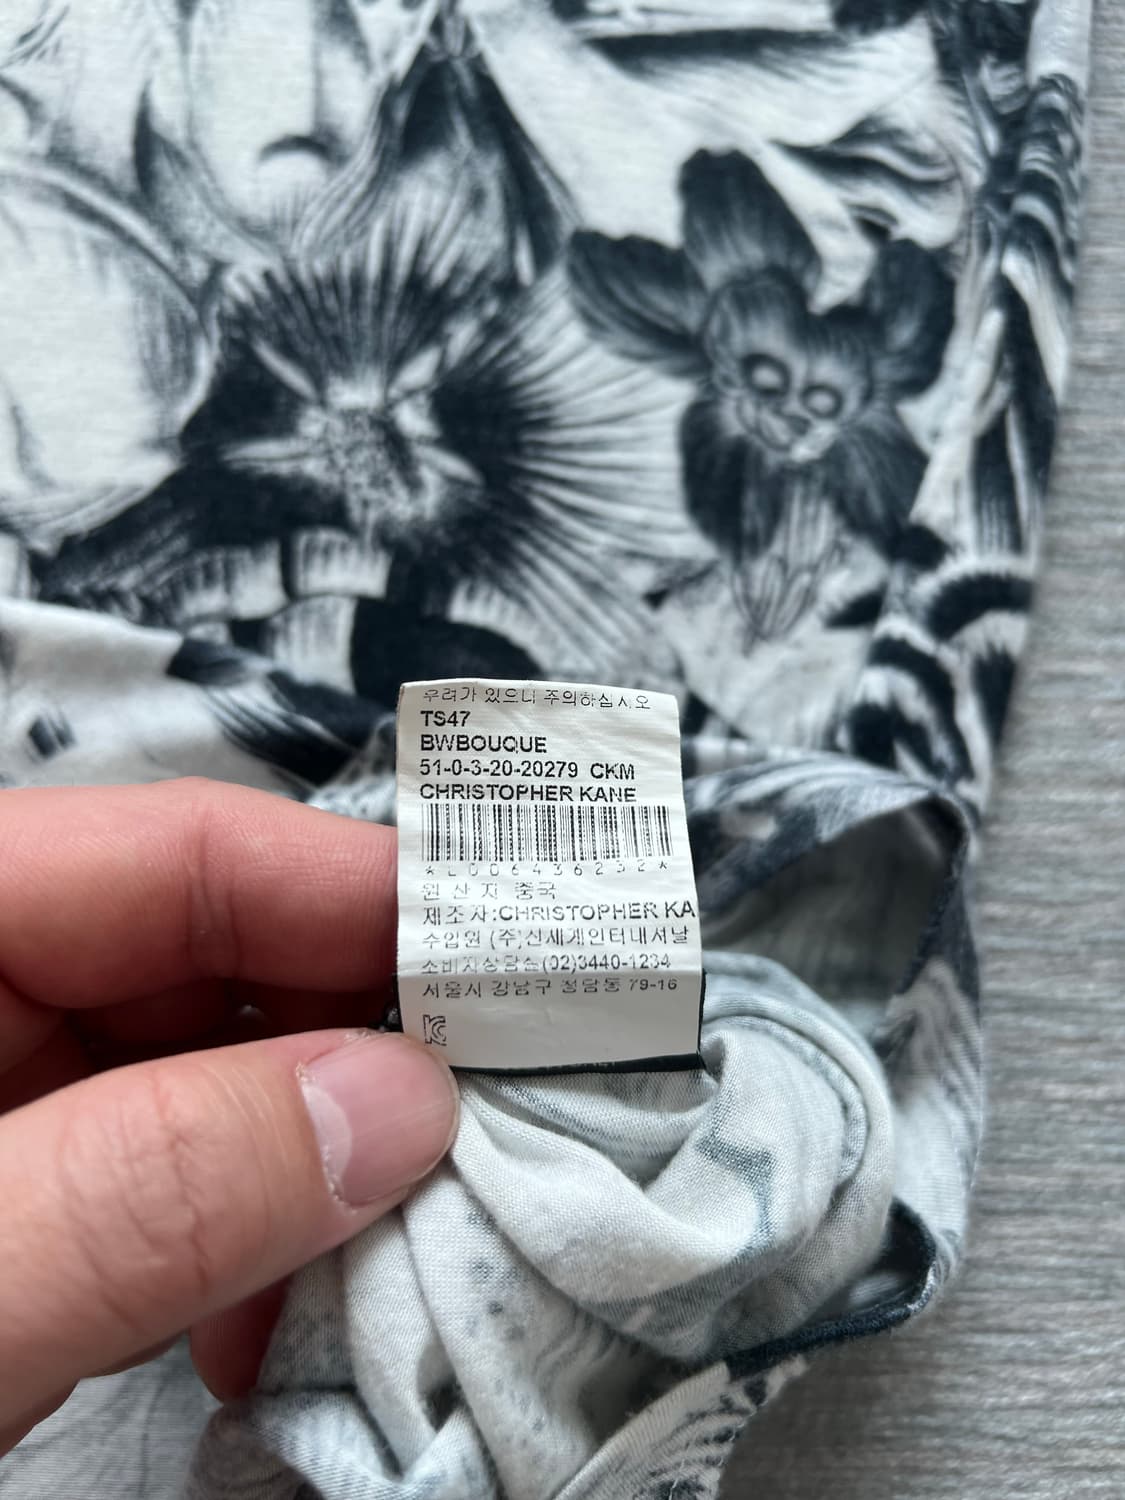 우려가 있으니 주의하십시오
TS47
BWBOUQUE
51-0-3-20-20279 CKM
CHRISTOPHER KANE
*L006436232*
원 산 지 중국
제조자:CHRISTOPHER KA
수입원 (주)신세계인터내셔날
소비자상담실(02)3440-1234
서울시 강남구 청담동 79-16
KC